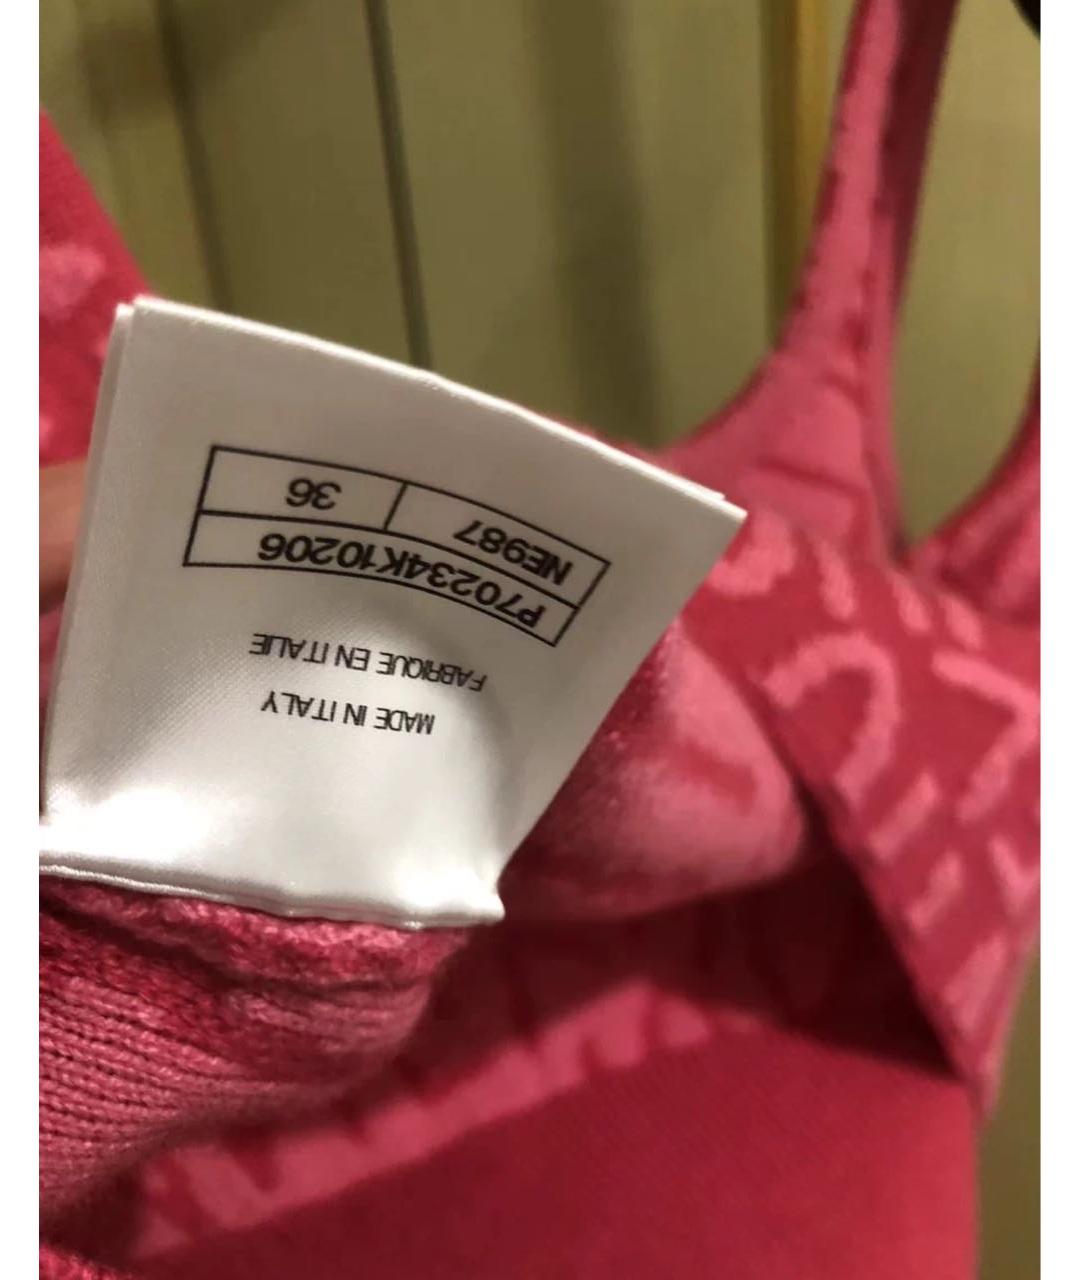 MADE IN ITALY
FABRIQUE EN ITALIE
P70234K10206
NE987 36